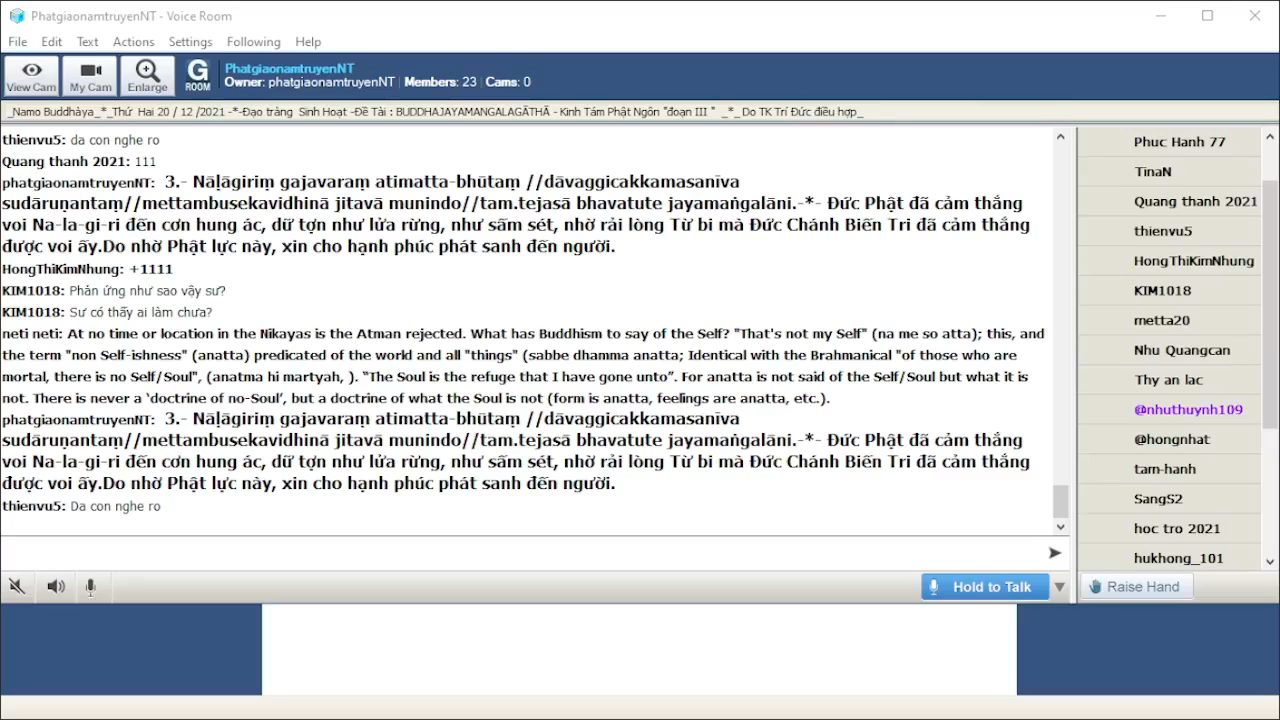 PhatgiaonamtruyenNT - Voice Room
File Edit Text Actions Settings Following Help
View Cam My Cam Enlarge G ROOM
PhatgiaonamtruyenNT
Owner: phatgiaonamtruyenNT Members: 23 Cams: 0
_Namo Buddhàya_*_Thứ Hai 20 / 12 /2021 -*-Đạo tràng Sinh Hoạt -Đề Tài : BUDDHAJAYAMANGALAGĀTHĀ - Kinh Tám Phật Ngôn "đoạn III " _*_ Do TK Trí Đức điều hợp_
thienvu5: da con nghe ro
Quang thanh 2021: 111
phatgiaonamtruyenNT: 3.- Nāḷāgiriṃ gajavaraṃ atimatta-bhūtaṃ //dāvaggicakkamasanīva
sudāruṇantaṃ//mettambusekavidhinā jitavā munindo//tam.tejasā bhavatute jayamaṅgalāni.-*- Đức Phật đã cảm thắng
voi Na-la-gi-ri đến cơn hung ác, dữ tợn như lửa rừng, như sấm sét, nhờ rải lòng Từ bi mà Đức Chánh Biến Tri đã cảm thắng
được voi ấy.Do nhờ Phật lực này, xin cho hạnh phúc phát sanh đến người.
HongThiKimNhung: +1111
KIM1018: Phản ứng như sao vậy sư?
KIM1018: Sư có thấy ai làm chưa?
neti neti: At no time or location in the Nikayas is the Atman rejected. What has Buddhism to say of the Self? "That's not my Self" (na me so atta); this, and
the term "non Self-ishness" (anatta) predicated of the world and all "things" (sabbe dhamma anatta; Identical with the Brahmanical "of those who are
mortal, there is no Self/Soul", (anatma hi martyah, ). “The Soul is the refuge that I have gone unto”. For anatta is not said of the Self/Soul but what it is
not. There is never a ‘doctrine of no-Soul’, but a doctrine of what the Soul is not (form is anatta, feelings are anatta, etc.).
phatgiaonamtruyenNT: 3.- Nāḷāgiriṃ gajavaraṃ atimatta-bhūtaṃ //dāvaggicakkamasanīva
sudāruṇantaṃ//mettambusekavidhinā jitavā munindo//tam.tejasā bhavatute jayamaṅgalāni.-*- Đức Phật đã cảm thắng
voi Na-la-gi-ri đến cơn hung ác, dữ tợn như lửa rừng, như sấm sét, nhờ rải lòng Từ bi mà Đức Chánh Biến Tri đã cảm thắng
được voi ấy.Do nhờ Phật lực này, xin cho hạnh phúc phát sanh đến người.
thienvu5: Da con nghe ro
Phuc Hanh 77
TinaN
Quang thanh 2021
thienvu5
HongThiKimNhung
KIM1018
metta20
Nhu Quangcan
Thy an lac
@nhuthuynh109
@hongnhat
tam-hanh
SangS2
hoc tro 2021
hukhong_101
Hold to Talk
Raise Hand